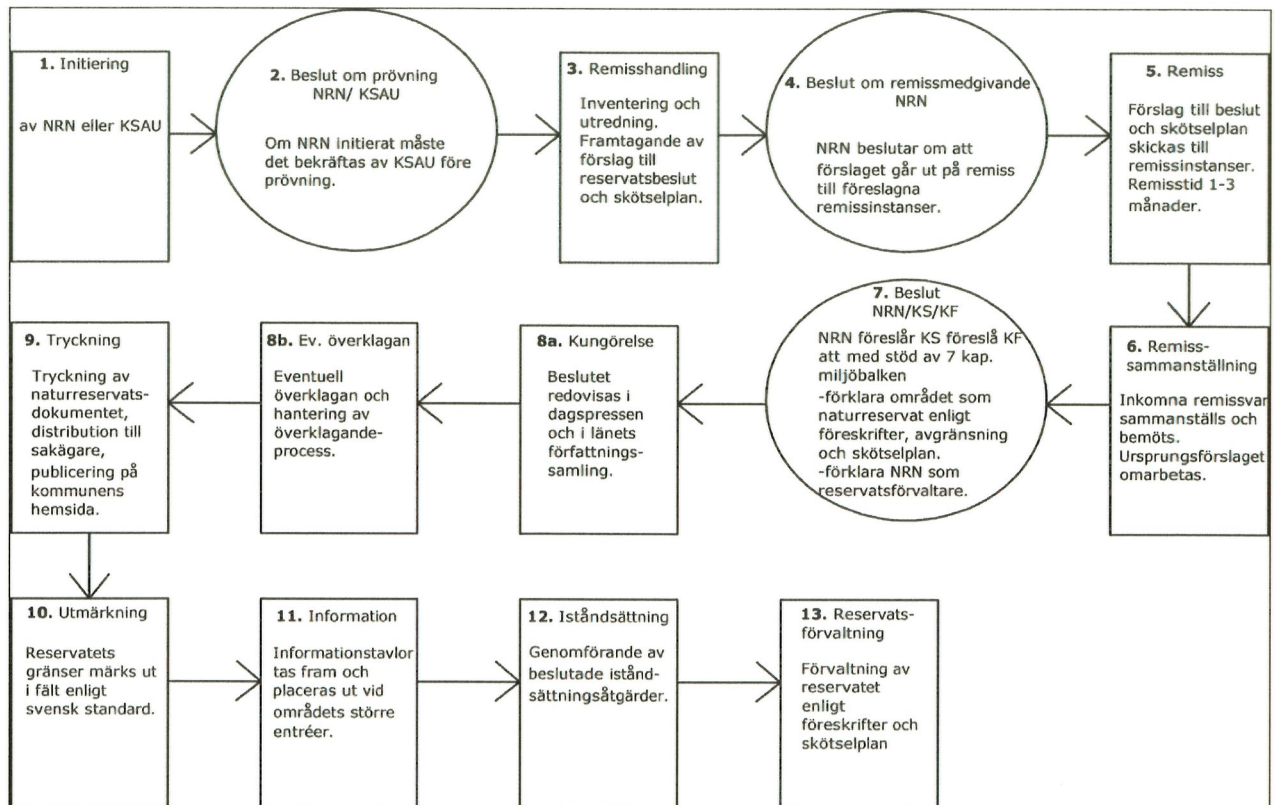 1. Initiering
av NRN eller KSAU
2. Beslut om prövning
NRN/ KSAU
Om NRN initierat måste
det bekräftas av KSAU före
prövning.
3. Remisshandling
Inventering och
utredning.
Framtagande av
förslag till
reservatsbeslut
och skötselplan.
4. Beslut om remissmedgivande
NRN
NRN beslutar om att
förslaget går ut på remiss
till föreslagna
remissinstanser.
5. Remiss
Förslag till beslut
och skötselplan
skickas till
remissinstanser.
Remisstid 1-3
månader.
6. Remiss-
sammanställning
Inkomna remissvar
sammanställs och
bemöts.
Ursprungsförslaget
omarbetas.
7. Beslut
NRN/KS/KF
NRN föreslår KS föreslå KF
att med stöd av 7 kap.
miljöbalken
-förklara området som
naturreservat enligt
föreskrifter, avgränsning
och skötselplan.
-förklara NRN som
reservatsförvaltare.
8a. Kungörelse
Beslutet
redovisas i
dagspressen
och i länets
författnings-
samling.
8b. Ev. överklagan
Eventuell
överklagan och
hantering av
överklagande-
process.
9. Tryckning
Tryckning av
naturreservats-
dokumentet,
distribution till
sakägare,
publicering på
kommunens
hemsida.
10. Utmärkning
Reservatets
gränser märks ut
i fält enligt
svensk standard.
11. Information
Informationstavlor
tas fram och
placeras ut vid
områdets större
entréer.
12. Iståndsättning
Genomförande av
beslutade istånd-
sättningsåtgärder.
13. Reservats-
förvaltning
Förvaltning av
reservatet
enligt
föreskrifter och
skötselplan